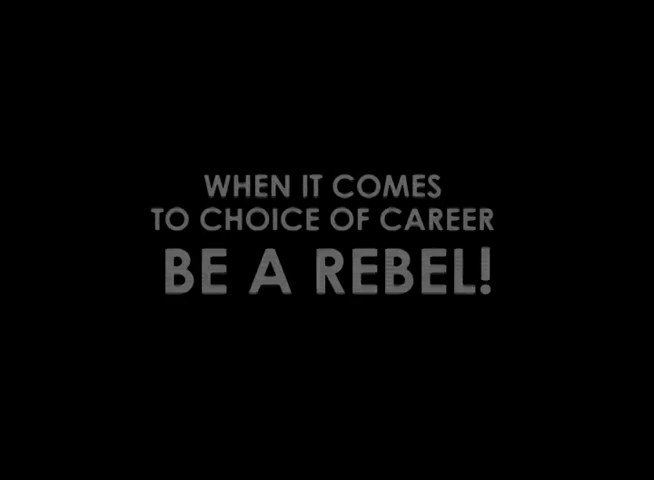 WHEN IT COMES
TO CHOICE OF CAREER
BE A REBEL!